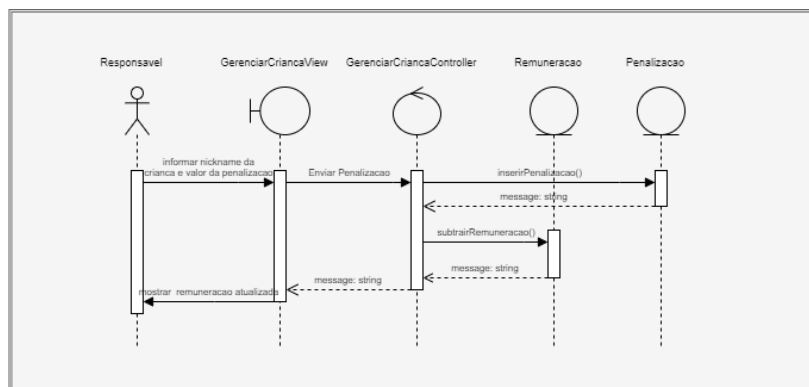 Responsavel
GerenciarCriancaView
GerenciarCriancaController
Remuneracao
Penalizacao
informar nickname da
crianca e valor da penalizacao
Enviar Penalizacao
inserirPenalizacao()
message: string
subtrairRemuneracao()
message: string
message: string
mostrar remuneracao atualizada